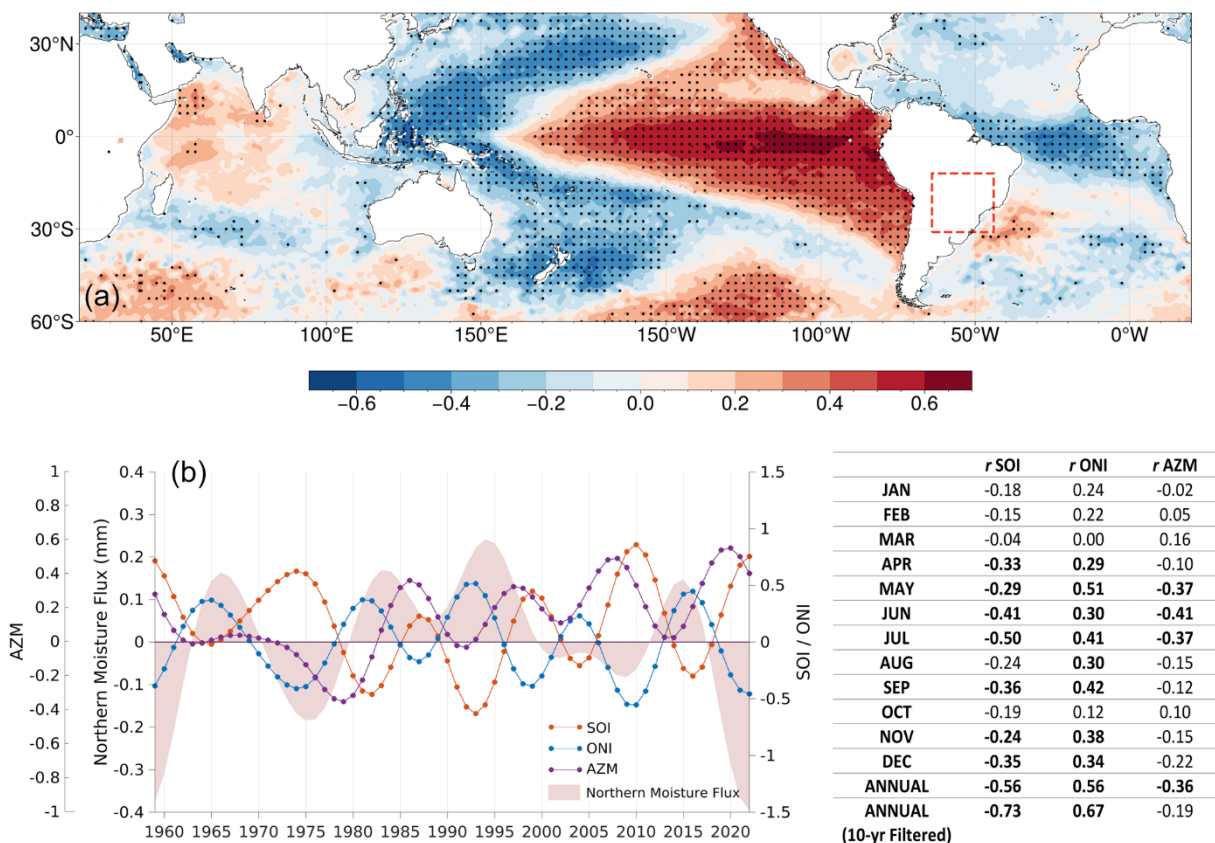 30°N
0°
30°S
60°S
(a)
50°E 100°E 150°E 150°W 100°W 50°W 0°W
−0.6 −0.4 −0.2 0.0 0.2 0.4 0.6
(b)
AZM
1
0.8
0.6
0.4
0.2
0
-0.2
-0.4
-0.6
-0.8
-1
Northern Moisture Flux (mm)
0.4
0.3
0.2
0.1
0
-0.1
-0.2
-0.3
-0.4
SOI
ONI
AZM
Northern Moisture Flux
1.5
1
0.5
0
-0.5
-1
-1.5
SOI / ONI
1960 1965 1970 1975 1980 1985 1990 1995 2000 2005 2010 2015 2020
r SOI r ONI r AZM
JAN -0.18 0.24 -0.02
FEB -0.15 0.22 0.05
MAR -0.04 0.00 0.16
APR -0.33 0.29 -0.10
MAY -0.29 0.51 -0.37
JUN -0.41 0.30 -0.41
JUL -0.50 0.41 -0.37
AUG -0.24 0.30 -0.15
SEP -0.36 0.42 -0.12
OCT -0.19 0.12 0.10
NOV -0.24 0.38 -0.15
DEC -0.35 0.34 -0.22
ANNUAL -0.56 0.56 -0.36
ANNUAL -0.73 0.67 -0.19
(10-yr Filtered)